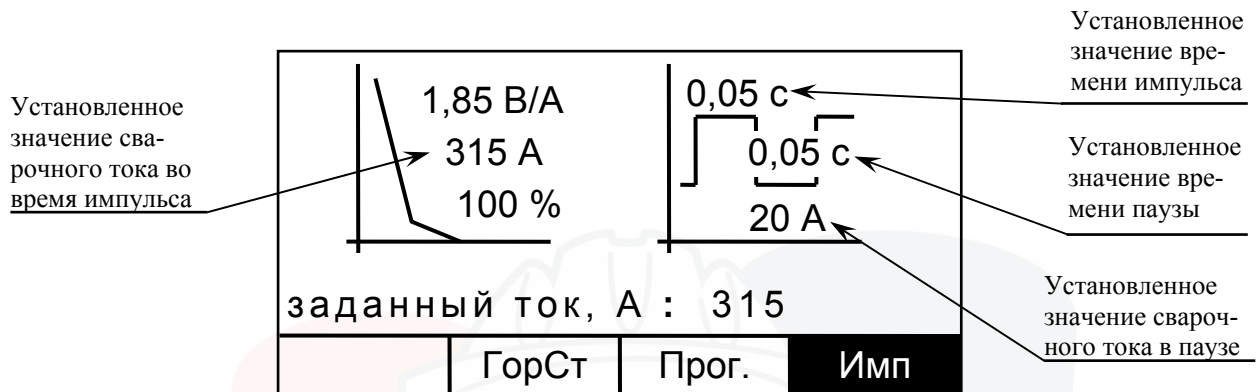 Установленное
значение сва-
рочного тока во
время импульса
1,85 В/А
315 А
100 %
0,05 с
0,05 с
20 А
Установленное
значение вре-
мени импульса
Установленное
значение вре-
мени паузы
Установленное
значение свароч-
ного тока в паузе
заданный ток, А : 315
ГорСт Прог. Имп